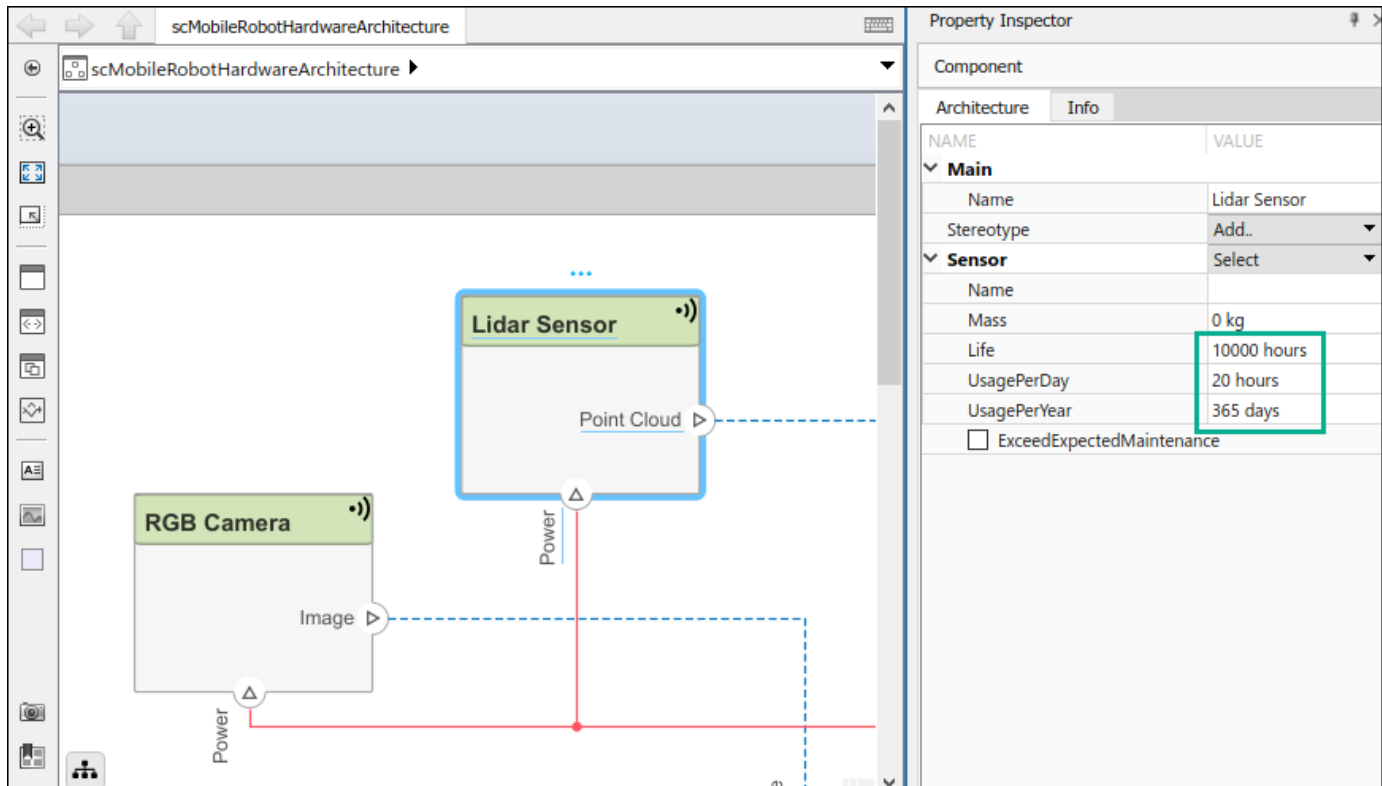 scMobileRobotHardwareArchitecture
scMobileRobotHardwareArchitecture
Lidar Sensor
Point Cloud
Power
RGB Camera
Image
Power
Property Inspector
Component
Architecture Info
NAME VALUE
Main
Name Lidar Sensor
Stereotype Add..
Sensor Select
Name
Mass 0 kg
Life 10000 hours
UsagePerDay 20 hours
UsagePerYear 365 days
ExceedExpectedMaintenance